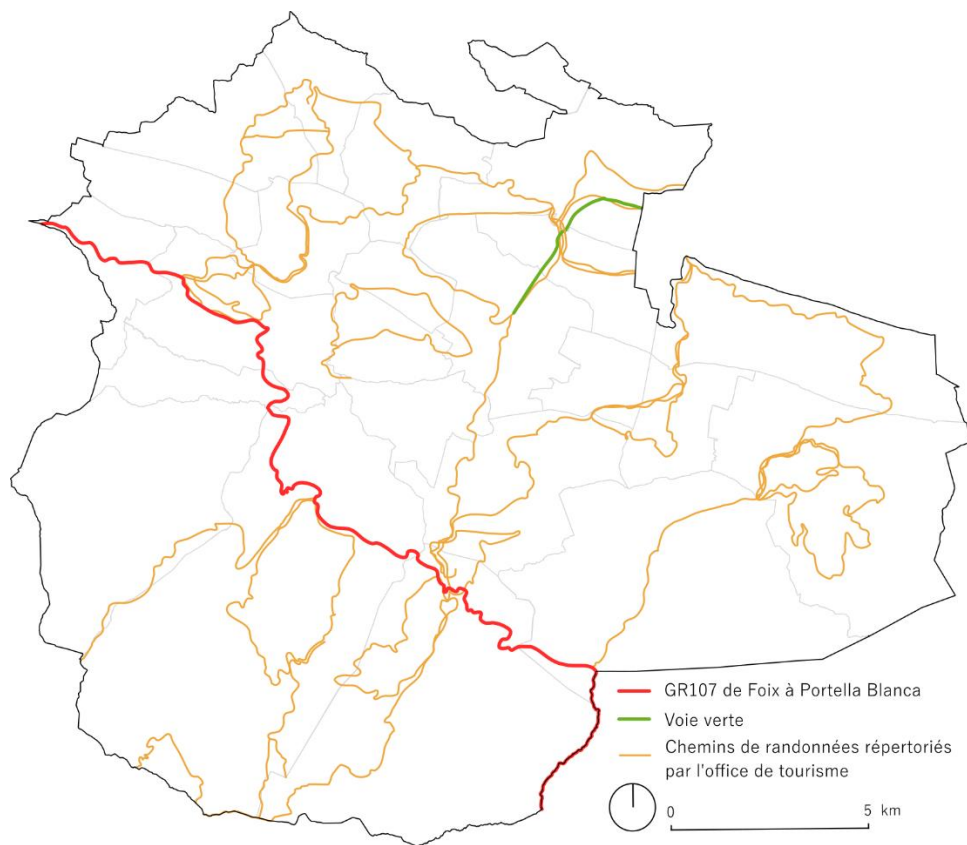 GR107 de Foix à Portella Blanca
Voie verte
Chemins de randonnées répertoriés
par l'office de tourisme
0 5 km